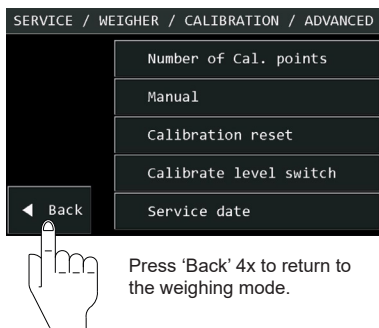 SERVICE / WEIGHER / CALIBRATION / ADVANCED
Number of Cal. points
Manual
Calibration reset
Calibrate level switch
◀ Back
Service date
Press ‘Back’ 4x to return to
the weighing mode.